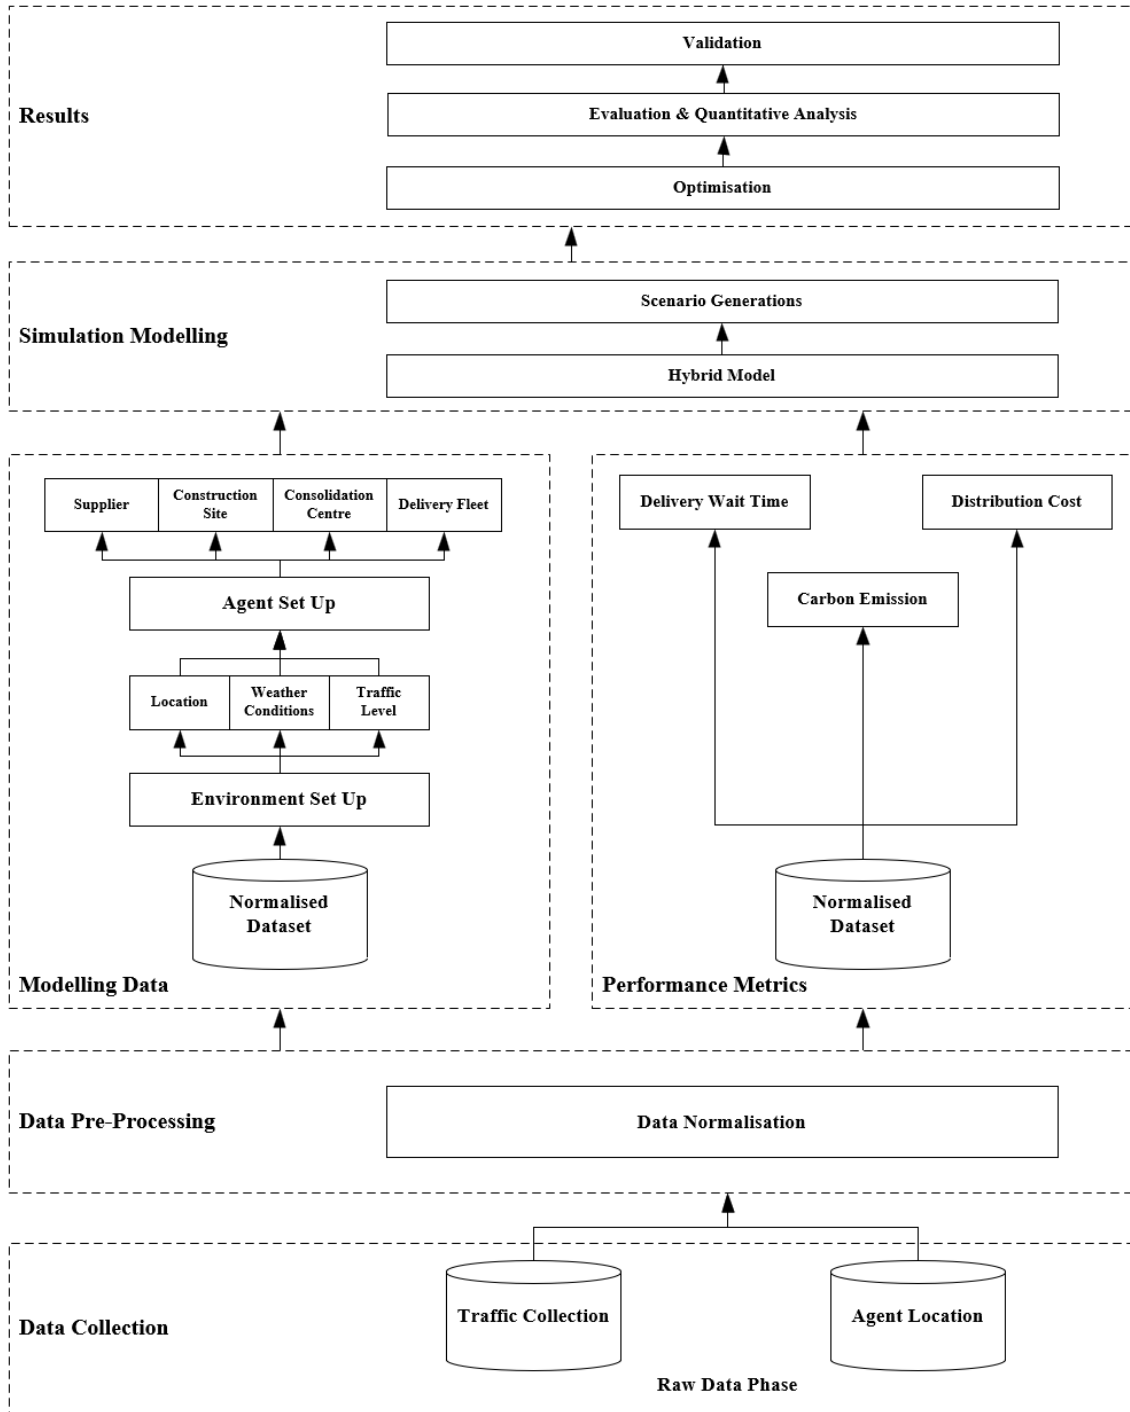 Validation
Results
Evaluation & Quantitative Analysis
Optimisation
Scenario Generations
Simulation Modelling
Hybrid Model
Supplier
Construction
Site
Consolidation
Centre
Delivery Fleet
Agent Set Up
Location
Weather
Conditions
Traffic
Level
Environment Set Up
Normalised
Dataset
Modelling Data
Delivery Wait Time
Distribution Cost
Carbon Emission
Normalised
Dataset
Performance Metrics
Data Pre-Processing
Data Normalisation
Data Collection
Traffic Collection
Agent Location
Raw Data Phase